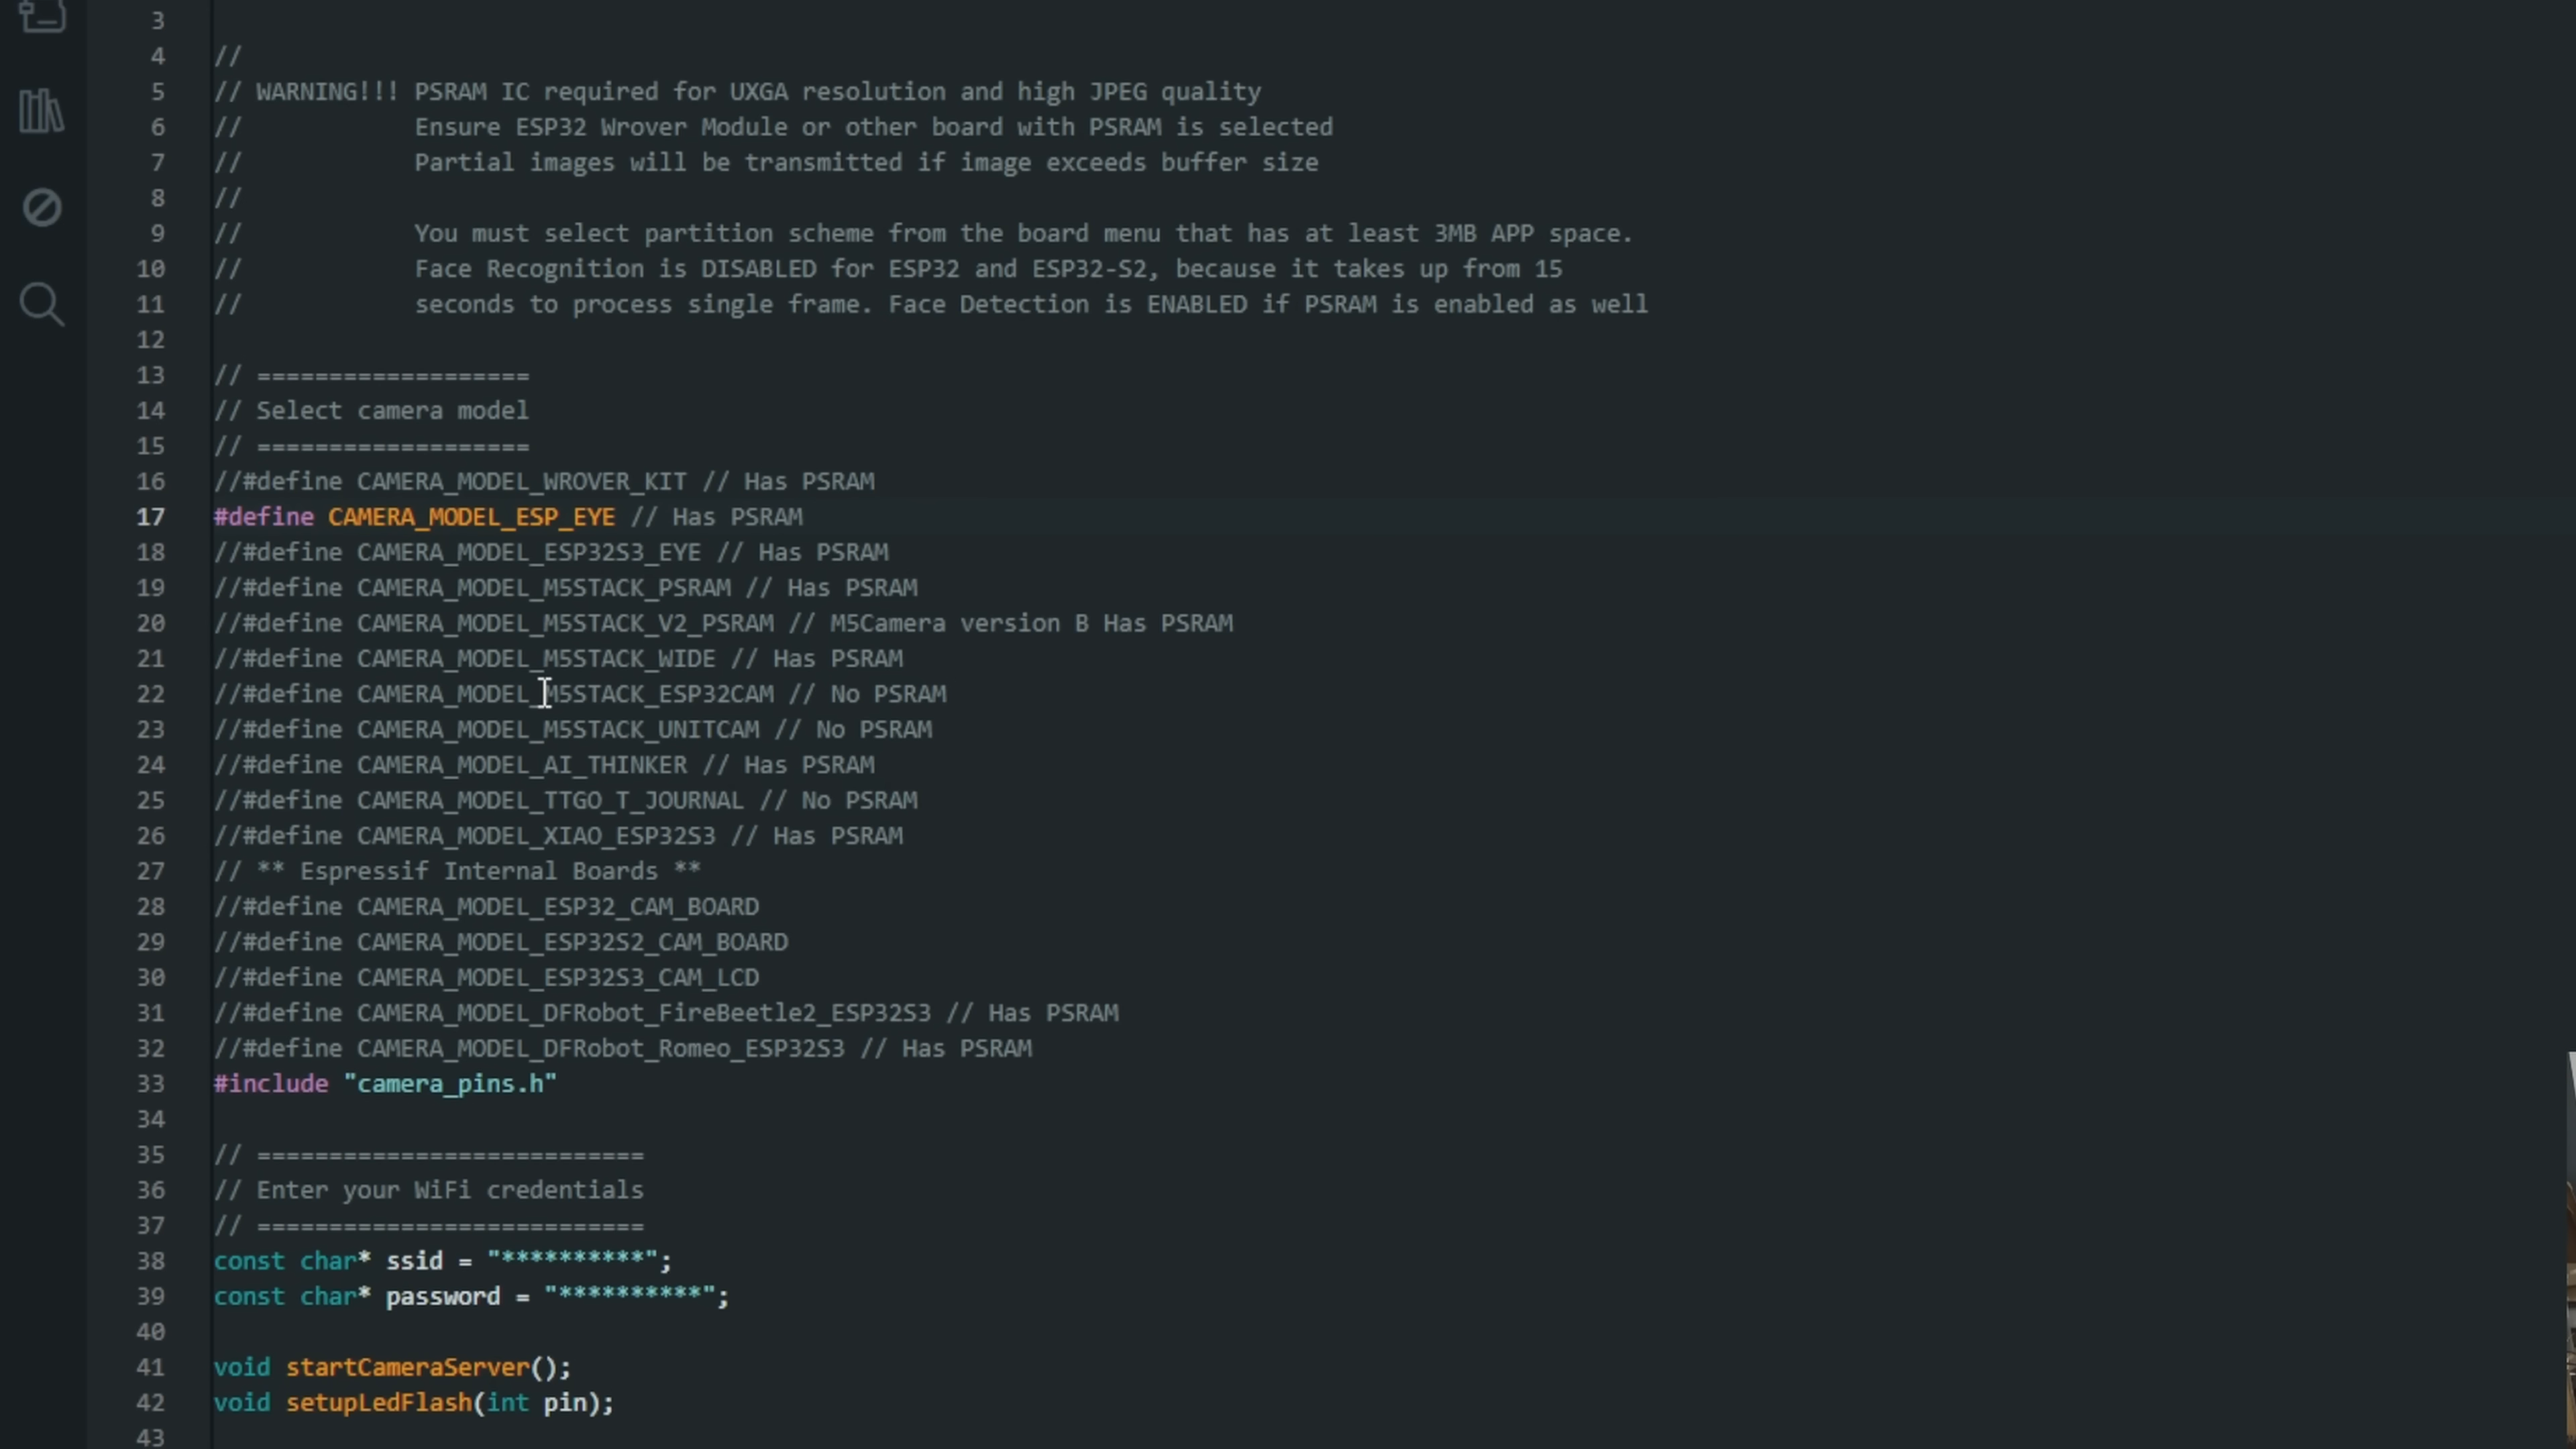 3
4 //
5 // WARNING!!! PSRAM IC required for UXGA resolution and high JPEG quality
6 //            Ensure ESP32 Wrover Module or other board with PSRAM is selected
7 //            Partial images will be transmitted if image exceeds buffer size
8 //
9 //            You must select partition scheme from the board menu that has at least 3MB APP space.
10 //            Face Recognition is DISABLED for ESP32 and ESP32-S2, because it takes up from 15
11 //            seconds to process single frame. Face Detection is ENABLED if PSRAM is enabled as well
12
13 // ===================
14 // Select camera model
15 // ===================
16 //#define CAMERA_MODEL_WROVER_KIT // Has PSRAM
17 #define CAMERA_MODEL_ESP_EYE // Has PSRAM
18 //#define CAMERA_MODEL_ESP32S3_EYE // Has PSRAM
19 //#define CAMERA_MODEL_M5STACK_PSRAM // Has PSRAM
20 //#define CAMERA_MODEL_M5STACK_V2_PSRAM // M5Camera version B Has PSRAM
21 //#define CAMERA_MODEL_M5STACK_WIDE // Has PSRAM
22 //#define CAMERA_MODEL_M5STACK_ESP32CAM // No PSRAM
23 //#define CAMERA_MODEL_M5STACK_UNITCAM // No PSRAM
24 //#define CAMERA_MODEL_AI_THINKER // Has PSRAM
25 //#define CAMERA_MODEL_TTGO_T_JOURNAL // No PSRAM
26 //#define CAMERA_MODEL_XIAO_ESP32S3 // Has PSRAM
27 // ** Espressif Internal Boards **
28 //#define CAMERA_MODEL_ESP32_CAM_BOARD
29 //#define CAMERA_MODEL_ESP32S2_CAM_BOARD
30 //#define CAMERA_MODEL_ESP32S3_CAM_LCD
31 //#define CAMERA_MODEL_DFRobot_FireBeetle2_ESP32S3 // Has PSRAM
32 //#define CAMERA_MODEL_DFRobot_Romeo_ESP32S3 // Has PSRAM
33 #include "camera_pins.h"
34
35 // ===========================
36 // Enter your WiFi credentials
37 // ===========================
38 const char* ssid = "**********";
39 const char* password = "**********";
40
41 void startCameraServer();
42 void setupLedFlash(int pin);
43